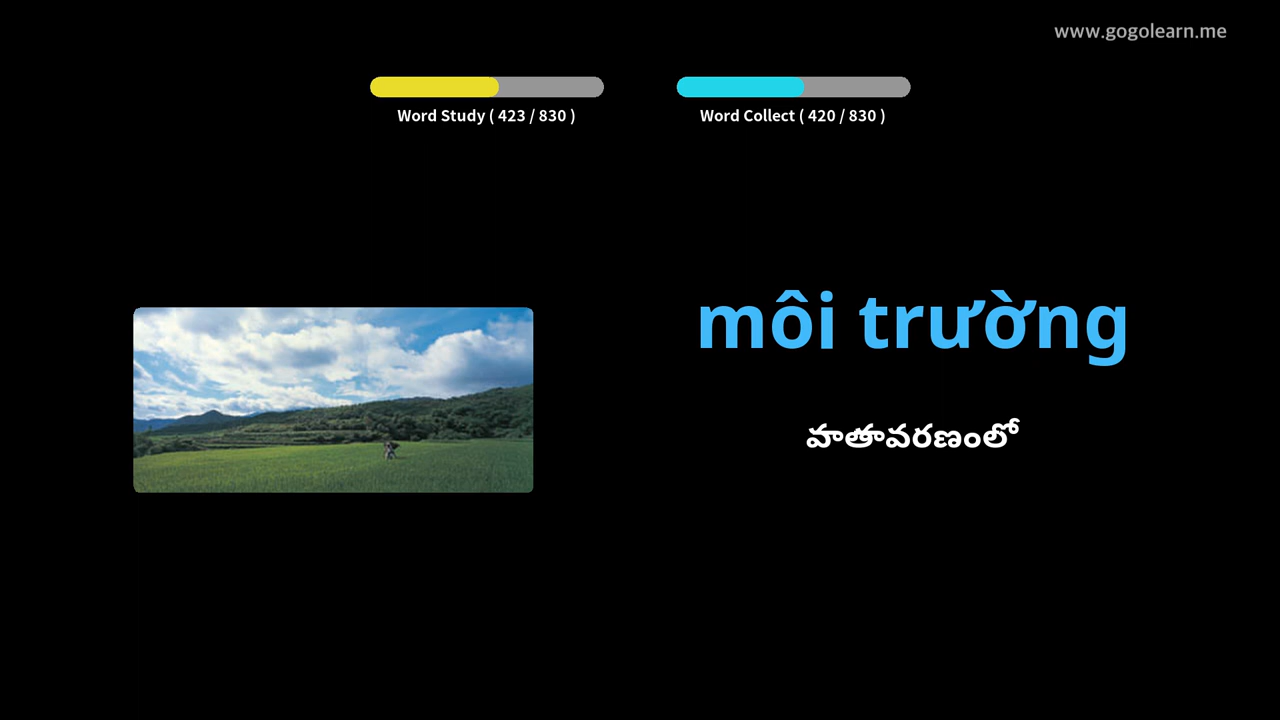 www.gogolearn.me
Word Study ( 423 / 830 )
Word Collect ( 420 / 830 )
môi trường
వాతావరణంలో